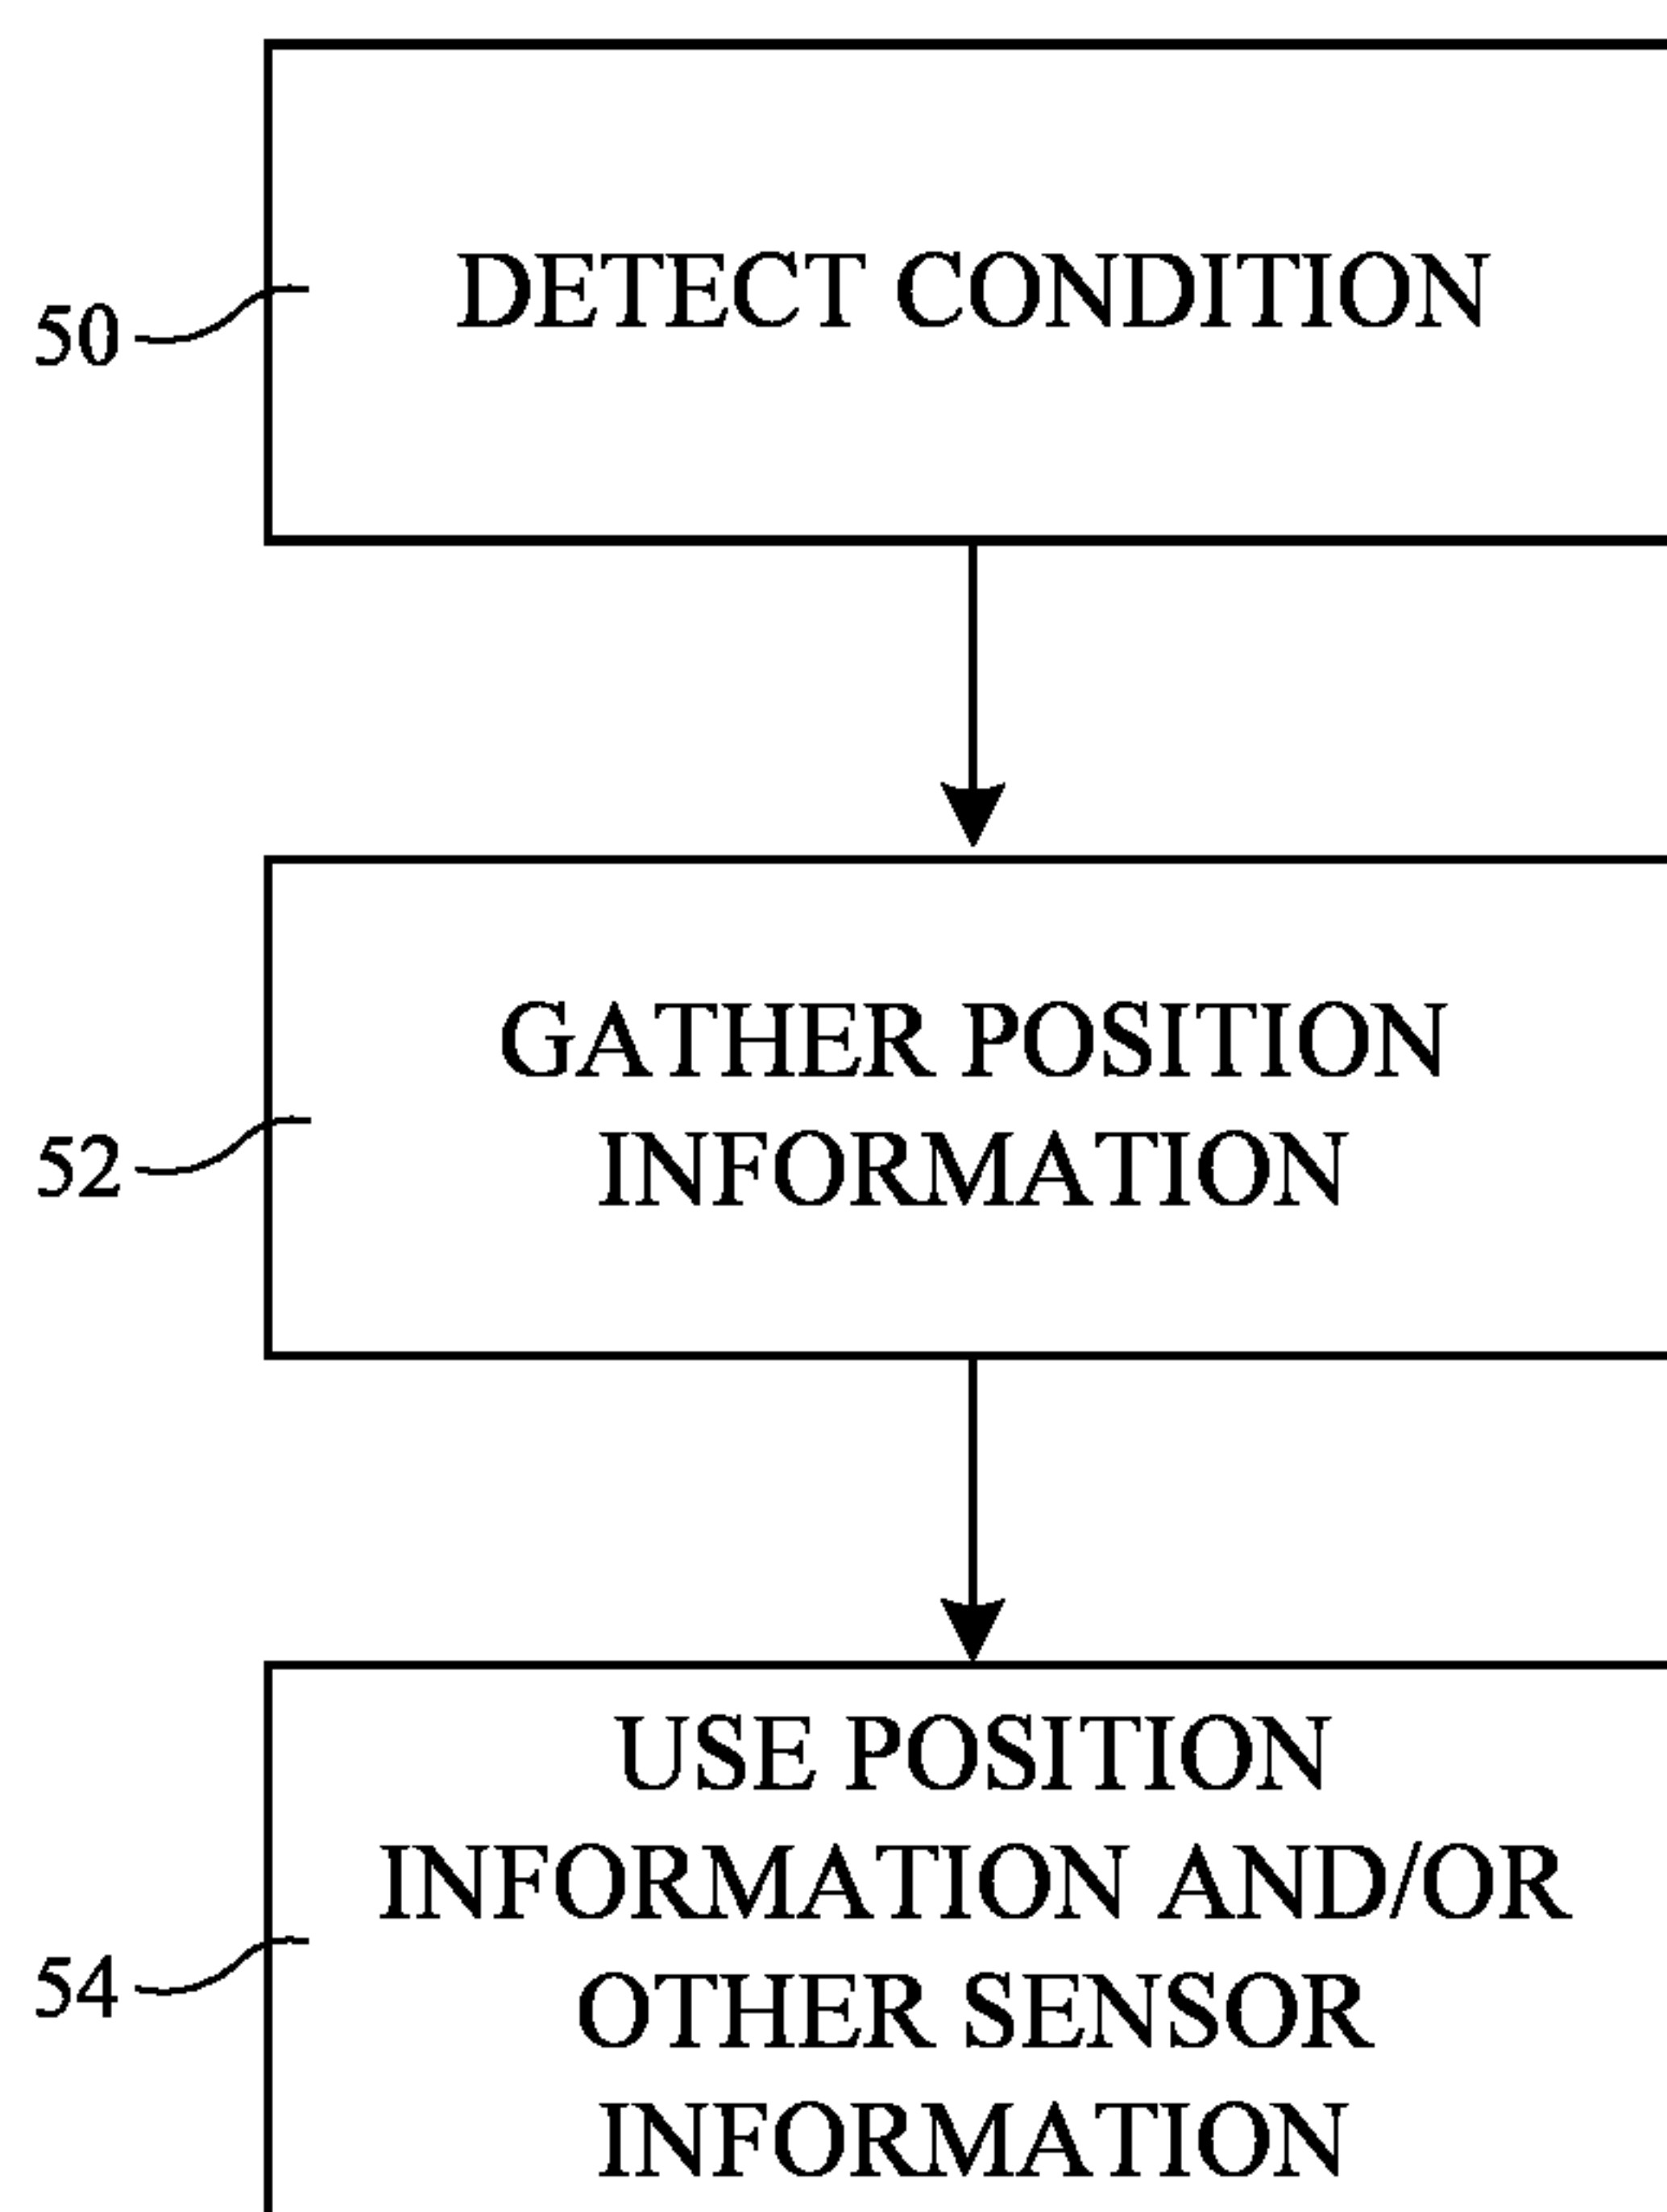 DETECT CONDITION
50
GATHER POSITION
INFORMATION
52
USE POSITION
INFORMATION AND/OR
OTHER SENSOR
INFORMATION
54